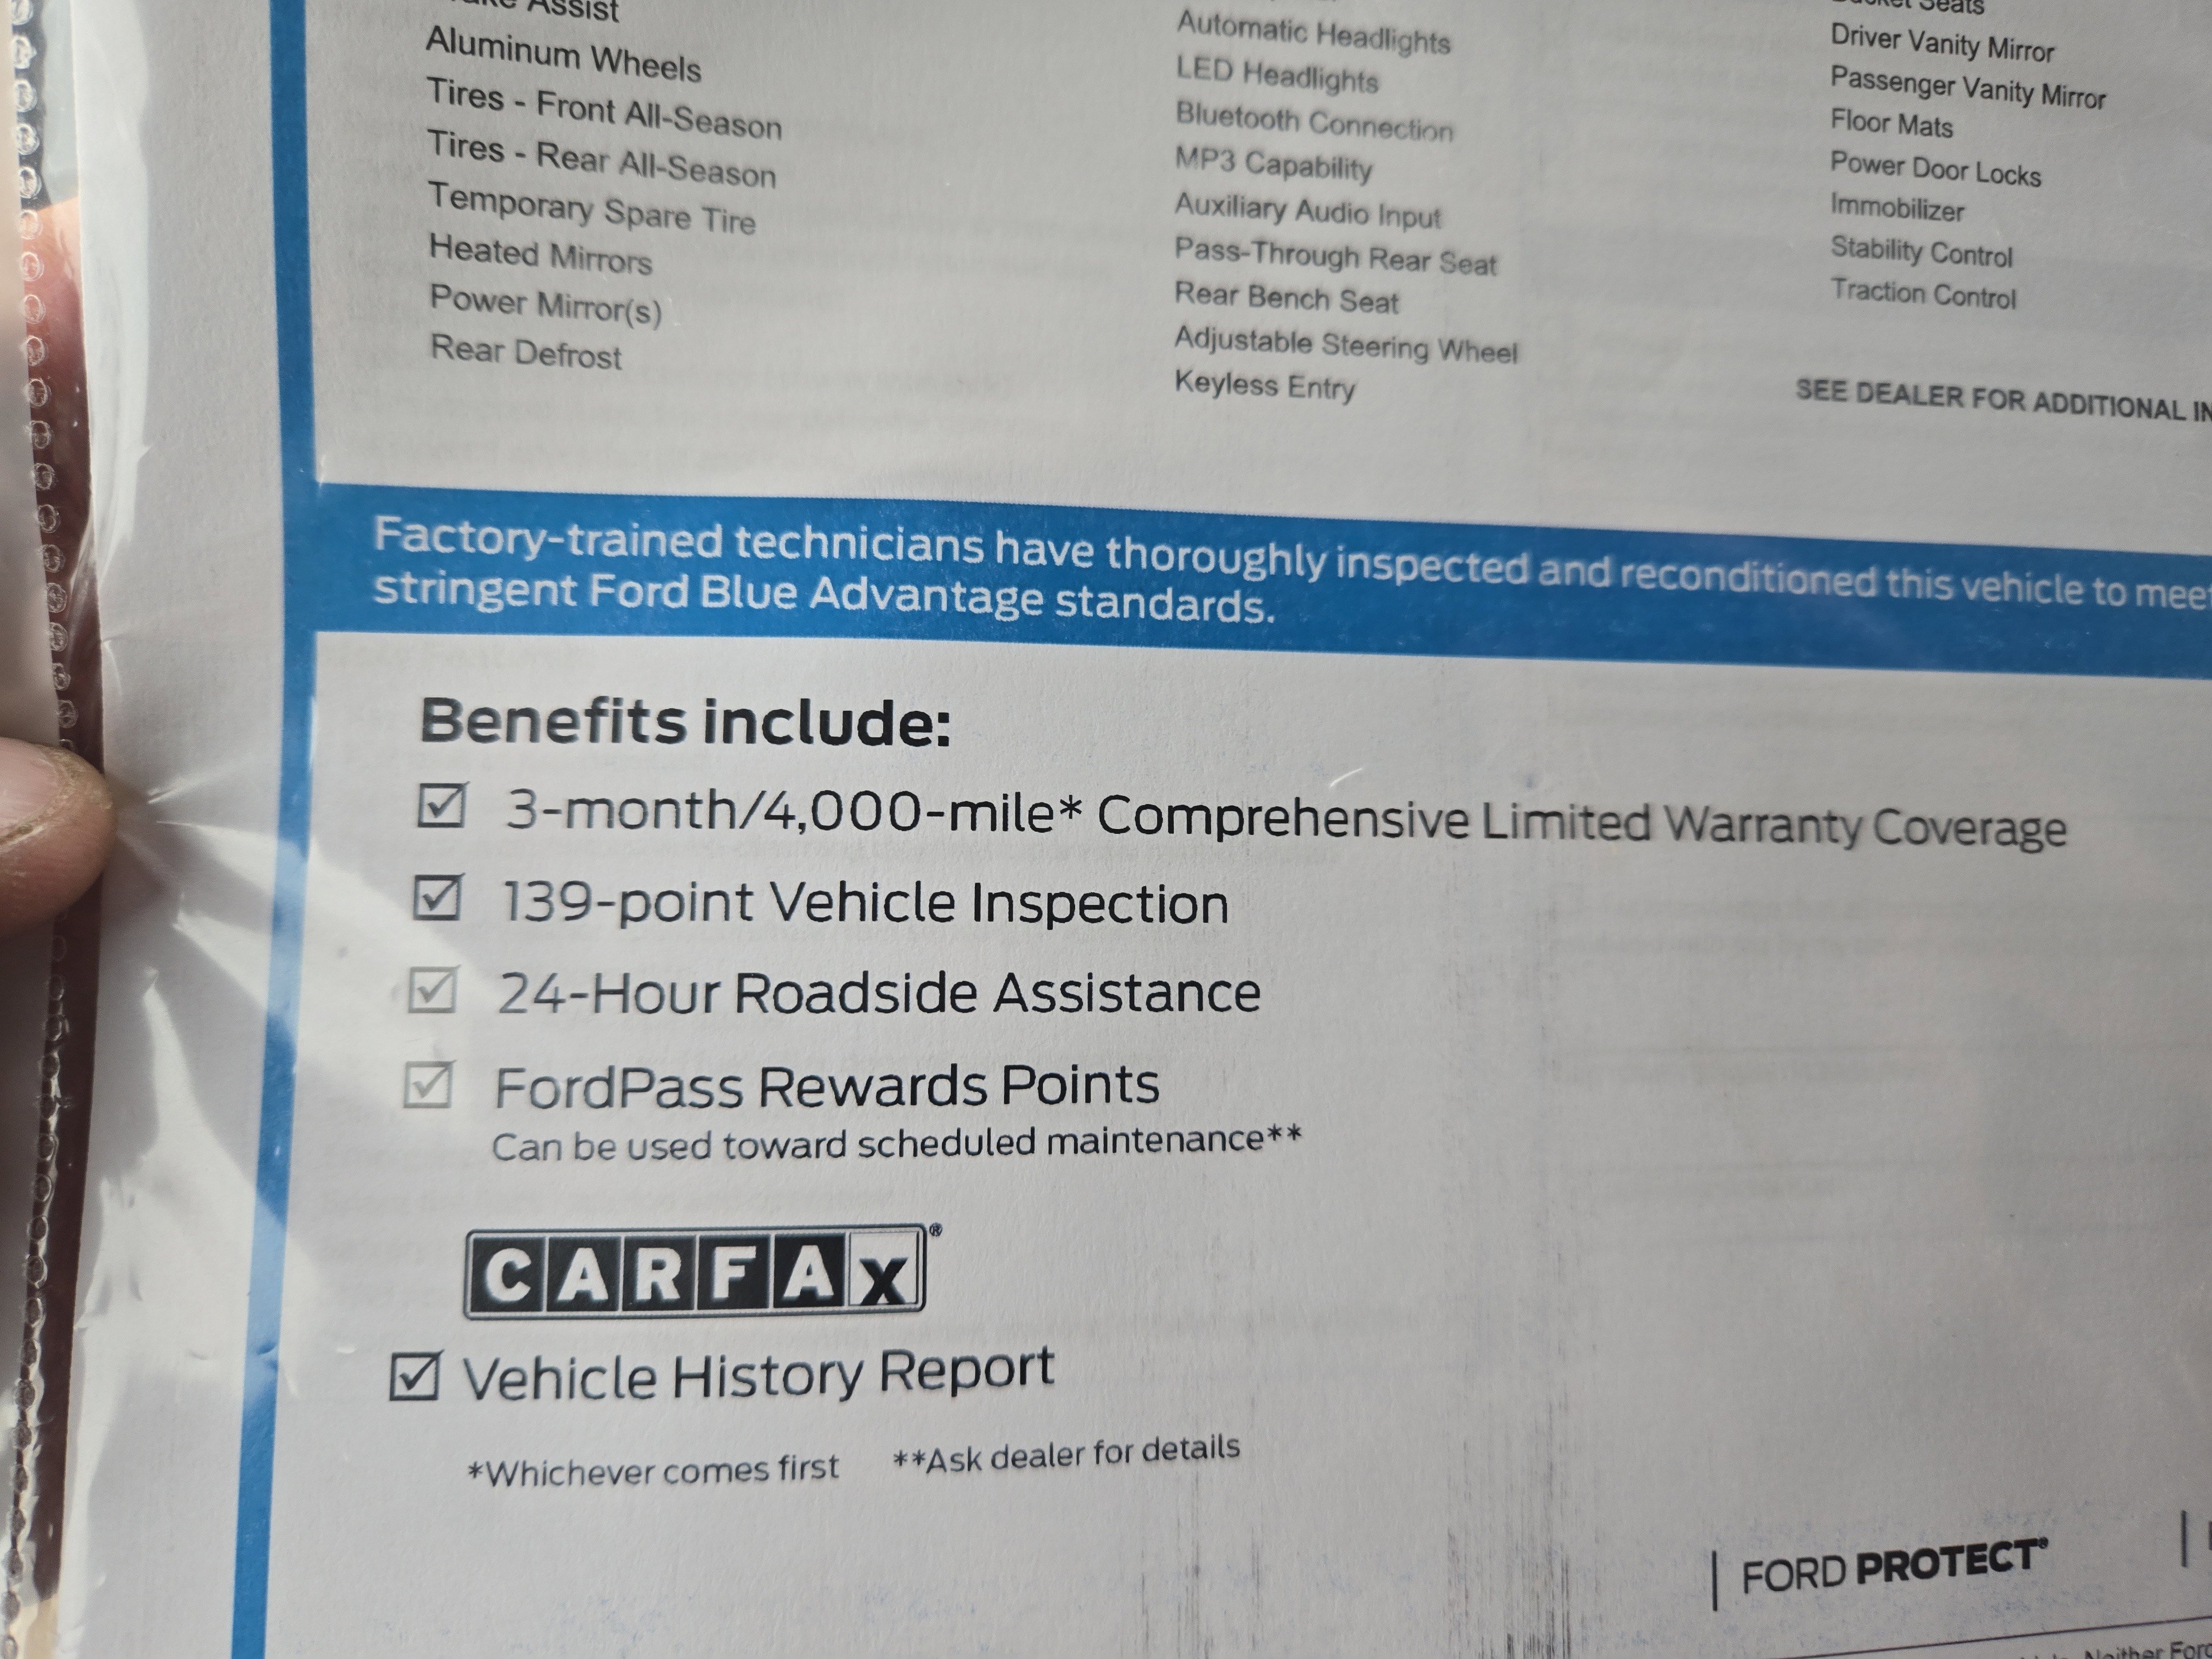 Assist
Aluminum Wheels
Tires - Front All-Season
Tires - Rear All-Season
Temporary Spare Tire
Heated Mirrors
Power Mirror(s)
Rear Defrost
Automatic Headlights
LED Headlights
Bluetooth Connection
MP3 Capability
Auxiliary Audio Input
Pass-Through Rear Seat
Rear Bench Seat
Adjustable Steering Wheel
Keyless Entry
Seats
Driver Vanity Mirror
Passenger Vanity Mirror
Floor Mats
Power Door Locks
Immobilizer
Stability Control
Traction Control
SEE DEALER FOR ADDITIONAL IN
Factory-trained technicians have thoroughly inspected and reconditioned this vehicle to meet
stringent Ford Blue Advantage standards.
Benefits include:
3-month/4,000-mile* Comprehensive Limited Warranty Coverage
139-point Vehicle Inspection
24-Hour Roadside Assistance
FordPass Rewards Points
Can be used toward scheduled maintenance**
CARFAX®
Vehicle History Report
*Whichever comes first **Ask dealer for details
FORD PROTECT®
Neither Ford